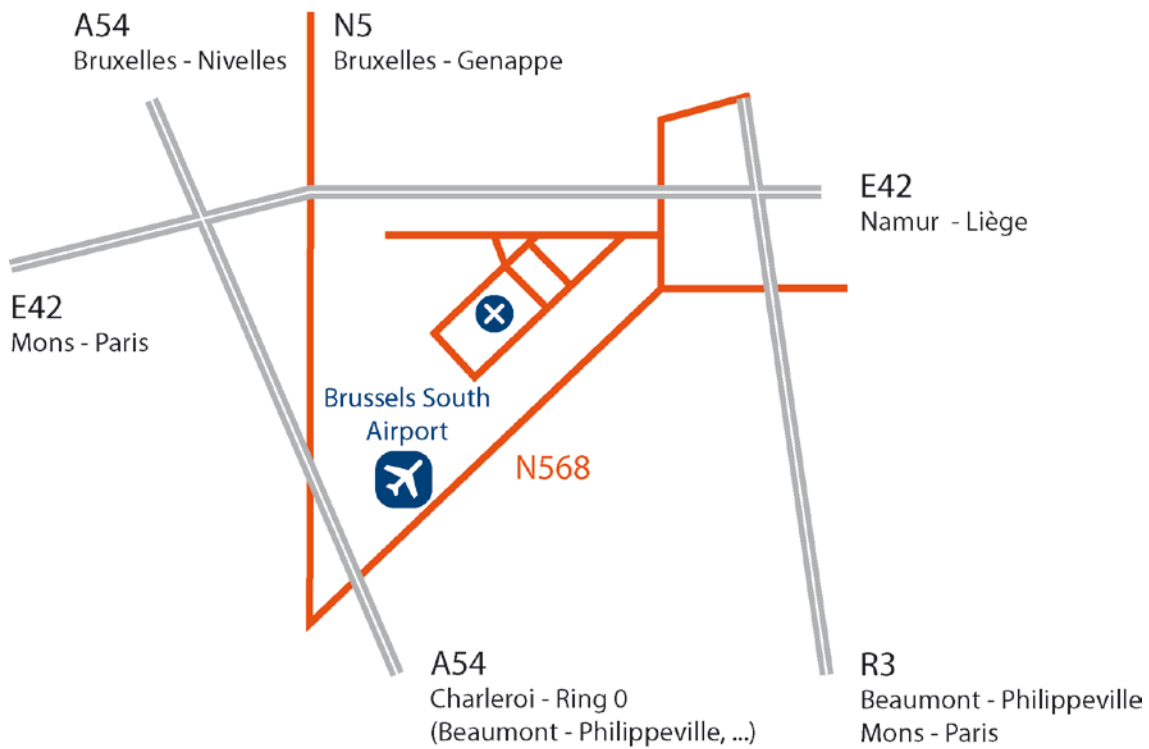 A54
Bruxelles - Nivelles
N5
Bruxelles - Genappe
E42
Namur - Liège
E42
Mons - Paris
Brussels South
Airport
N568
A54
Charleroi - Ring 0
(Beaumont - Philippeville, ...)
R3
Beaumont - Philippeville
Mons - Paris